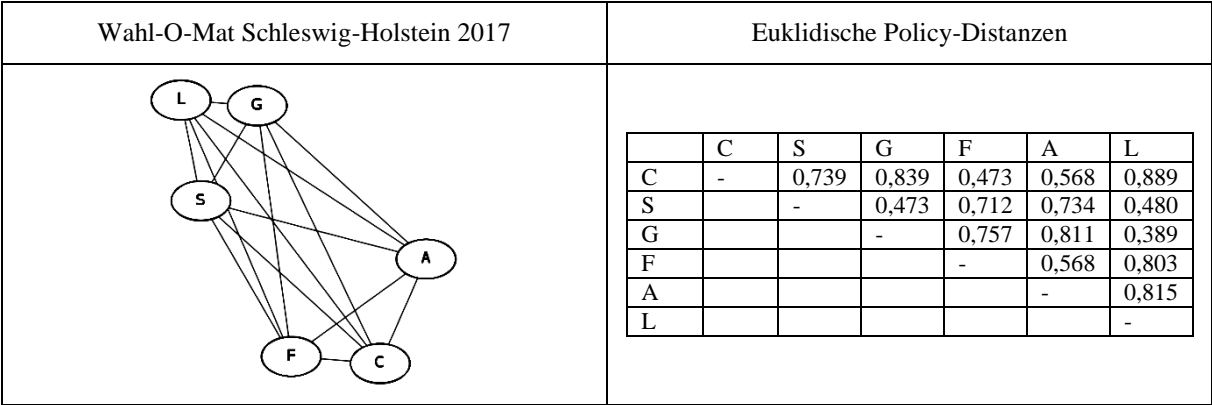 Wahl-O-Mat Schleswig-Holstein 2017
Euklidische Policy-Distanzen
L
G
S
A
F
C
C S G F A L
C - 0,739 0,839 0,473 0,568 0,889
S - 0,473 0,712 0,734 0,480
G - 0,757 0,811 0,389
F - 0,568 0,803
A - 0,815
L -